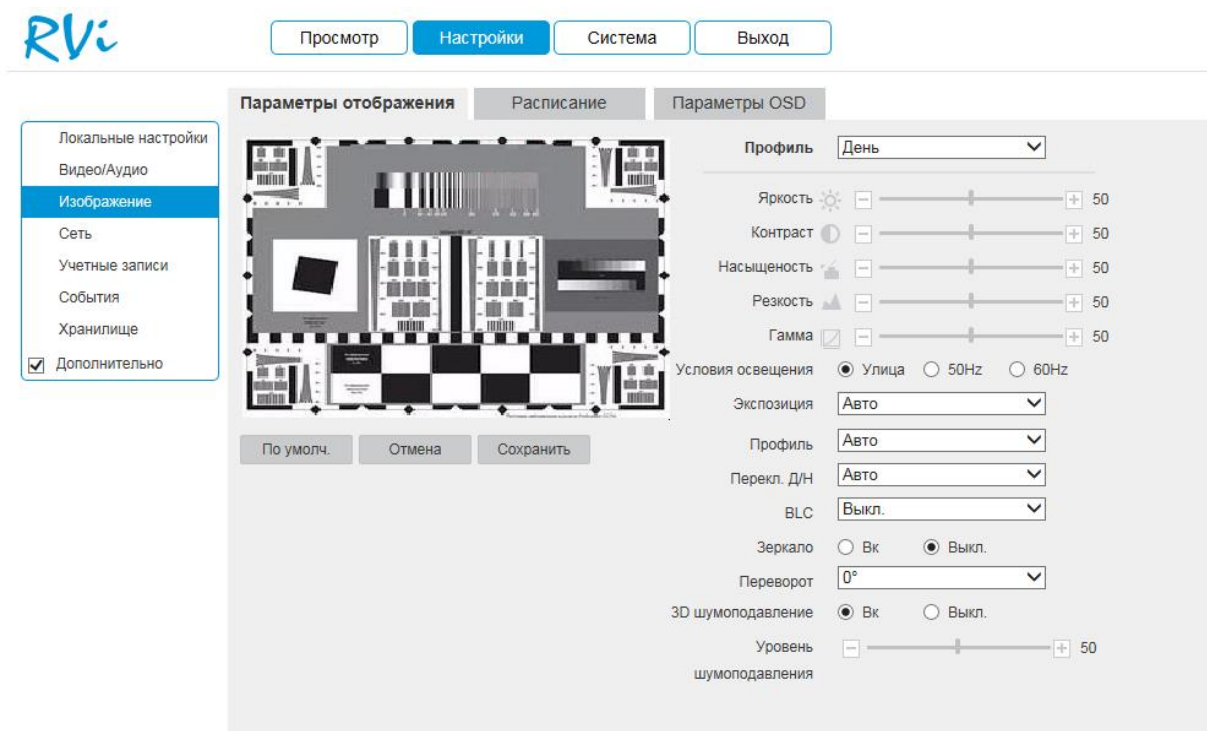 RVi
Просмотр Настройки Система Выход
Параметры отображения Расписание Параметры OSD
Локальные настройки
Видео/Аудио
Изображение
Сеть
Учетные записи
События
Хранилище
Дополнительно
Профиль День
Яркость 50
Контраст 50
Насыщеность 50
Резкость 50
Гамма 50
Условия освещения Улица 50Hz 60Hz
Экспозиция Авто
Профиль Авто
Перекл. Д/Н Авто
BLC Выкл.
Зеркало Вк Выкл.
Переворот 0°
3D шумоподавление Вк Выкл.
Уровень 50
шумоподавления
По умолч. Отмена Сохранить